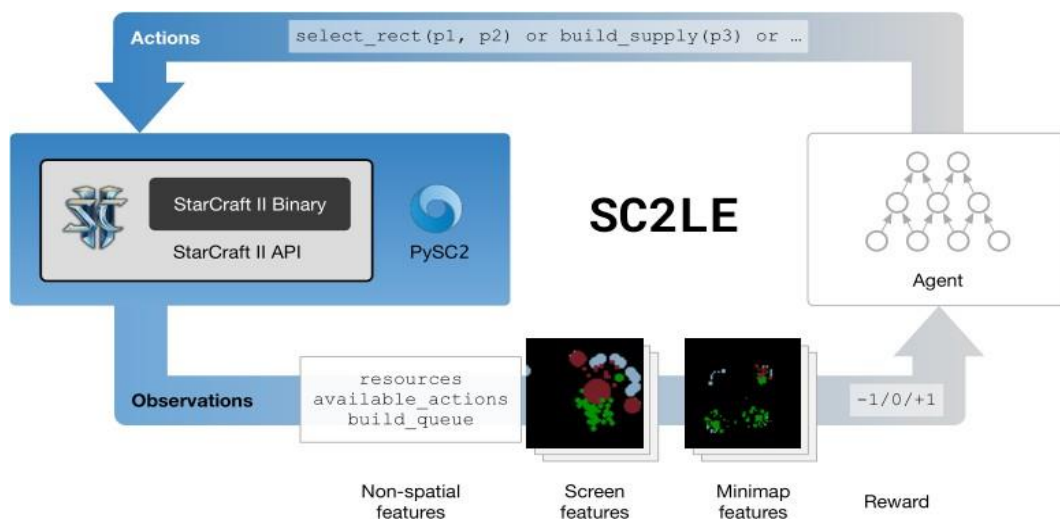 Actions
select_rect(p1, p2) or build_supply(p3) or …
StarCraft II Binary
StarCraft II API
PySC2
SC2LE
Agent
Observations
resources
available_actions
build_queue
-1/0/+1
Non-spatial
features
Screen
features
Minimap
features
Reward